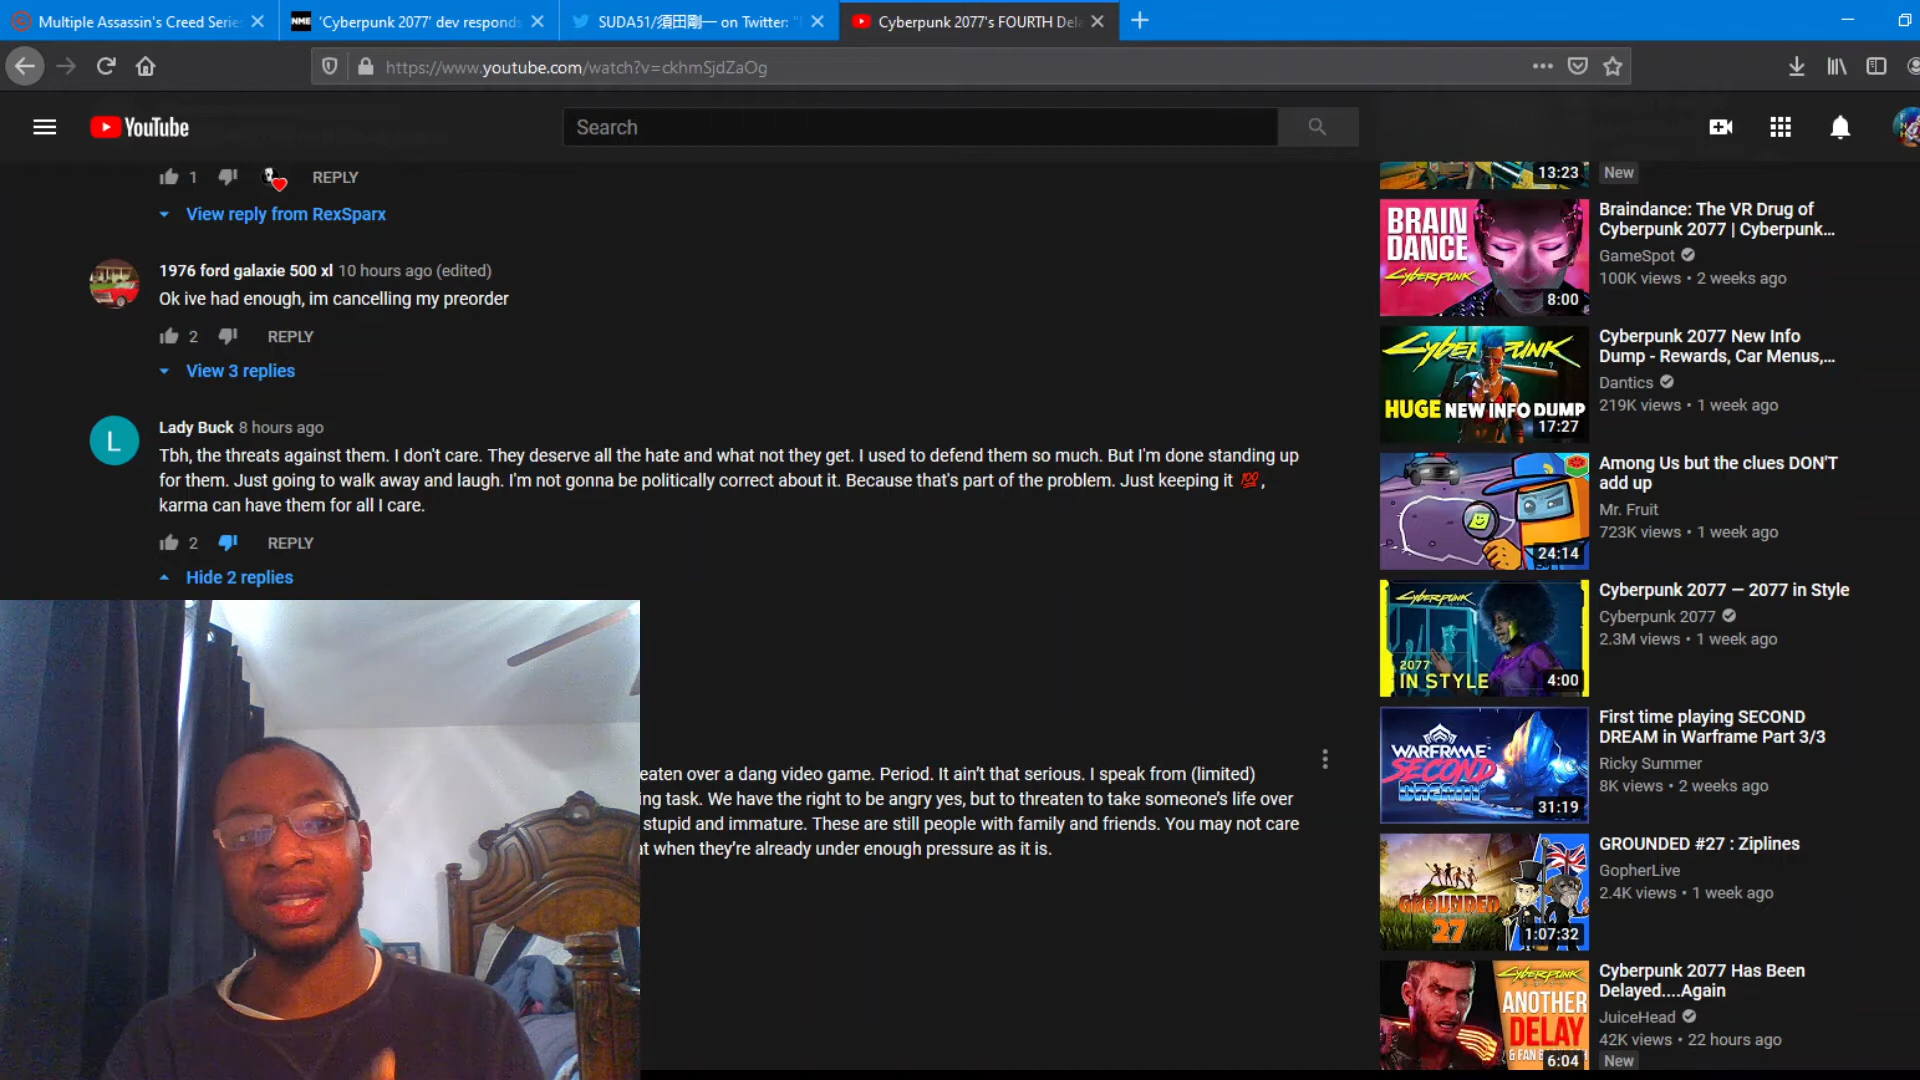 Multiple Assassin's Creed Serie
NME 'Cyberpunk 2077' dev responds
SUDA51/須田剛一 on Twitter: "
Cyberpunk 2077's FOURTH Dela
https://www.youtube.com/watch?v=ckhmSjdZaOg
YouTube
Search
1 REPLY
View reply from RexSparx
1976 ford galaxie 500 xl 10 hours ago (edited)
Ok ive had enough, im cancelling my preorder
2 REPLY
View 3 replies
L
Lady Buck 8 hours ago
Tbh, the threats against them. I don't care. They deserve all the hate and what not they get. I used to defend them so much. But I'm done standing up
for them. Just going to walk away and laugh. I'm not gonna be politically correct about it. Because that's part of the problem. Just keeping it 💯,
karma can have them for all I care.
2 REPLY
Hide 2 replies
eaten over a dang video game. Period. It ain't that serious. I speak from (limited)
ing task. We have the right to be angry yes, but to threaten to take someone's life over
stupid and immature. These are still people with family and friends. You may not care
at when they're already under enough pressure as it is.
13:23
New
BRAIN
DANCE
Cyberpunk
8:00
Braindance: The VR Drug of
Cyberpunk 2077 | Cyberpunk...
GameSpot
100K views • 2 weeks ago
Cyberpunk
2077
HUGE NEW INFO DUMP
17:27
Cyberpunk 2077 New Info
Dump - Rewards, Car Menus,...
Dantics
219K views • 1 week ago
24:14
Among Us but the clues DON'T
add up
Mr. Fruit
723K views • 1 week ago
Cyberpunk
2077
IN STYLE
4:00
Cyberpunk 2077 — 2077 in Style
Cyberpunk 2077
2.3M views • 1 week ago
WARFRAME
SECOND
DREAM
31:19
First time playing SECOND
DREAM in Warframe Part 3/3
Ricky Summer
8K views • 2 weeks ago
GROUNDED
27
1:07:32
GROUNDED #27 : Ziplines
GopherLive
2.4K views • 1 week ago
Cyberpunk
ANOTHER
DELAY
& FAN
6:04
Cyberpunk 2077 Has Been
Delayed....Again
JuiceHead
42K views • 22 hours ago
New